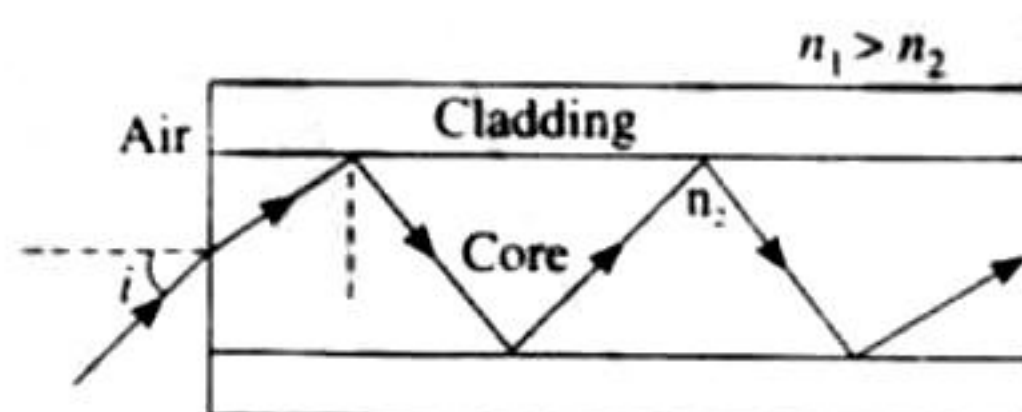 n₁ > n₂
Cladding
Air
n₂
Core
i